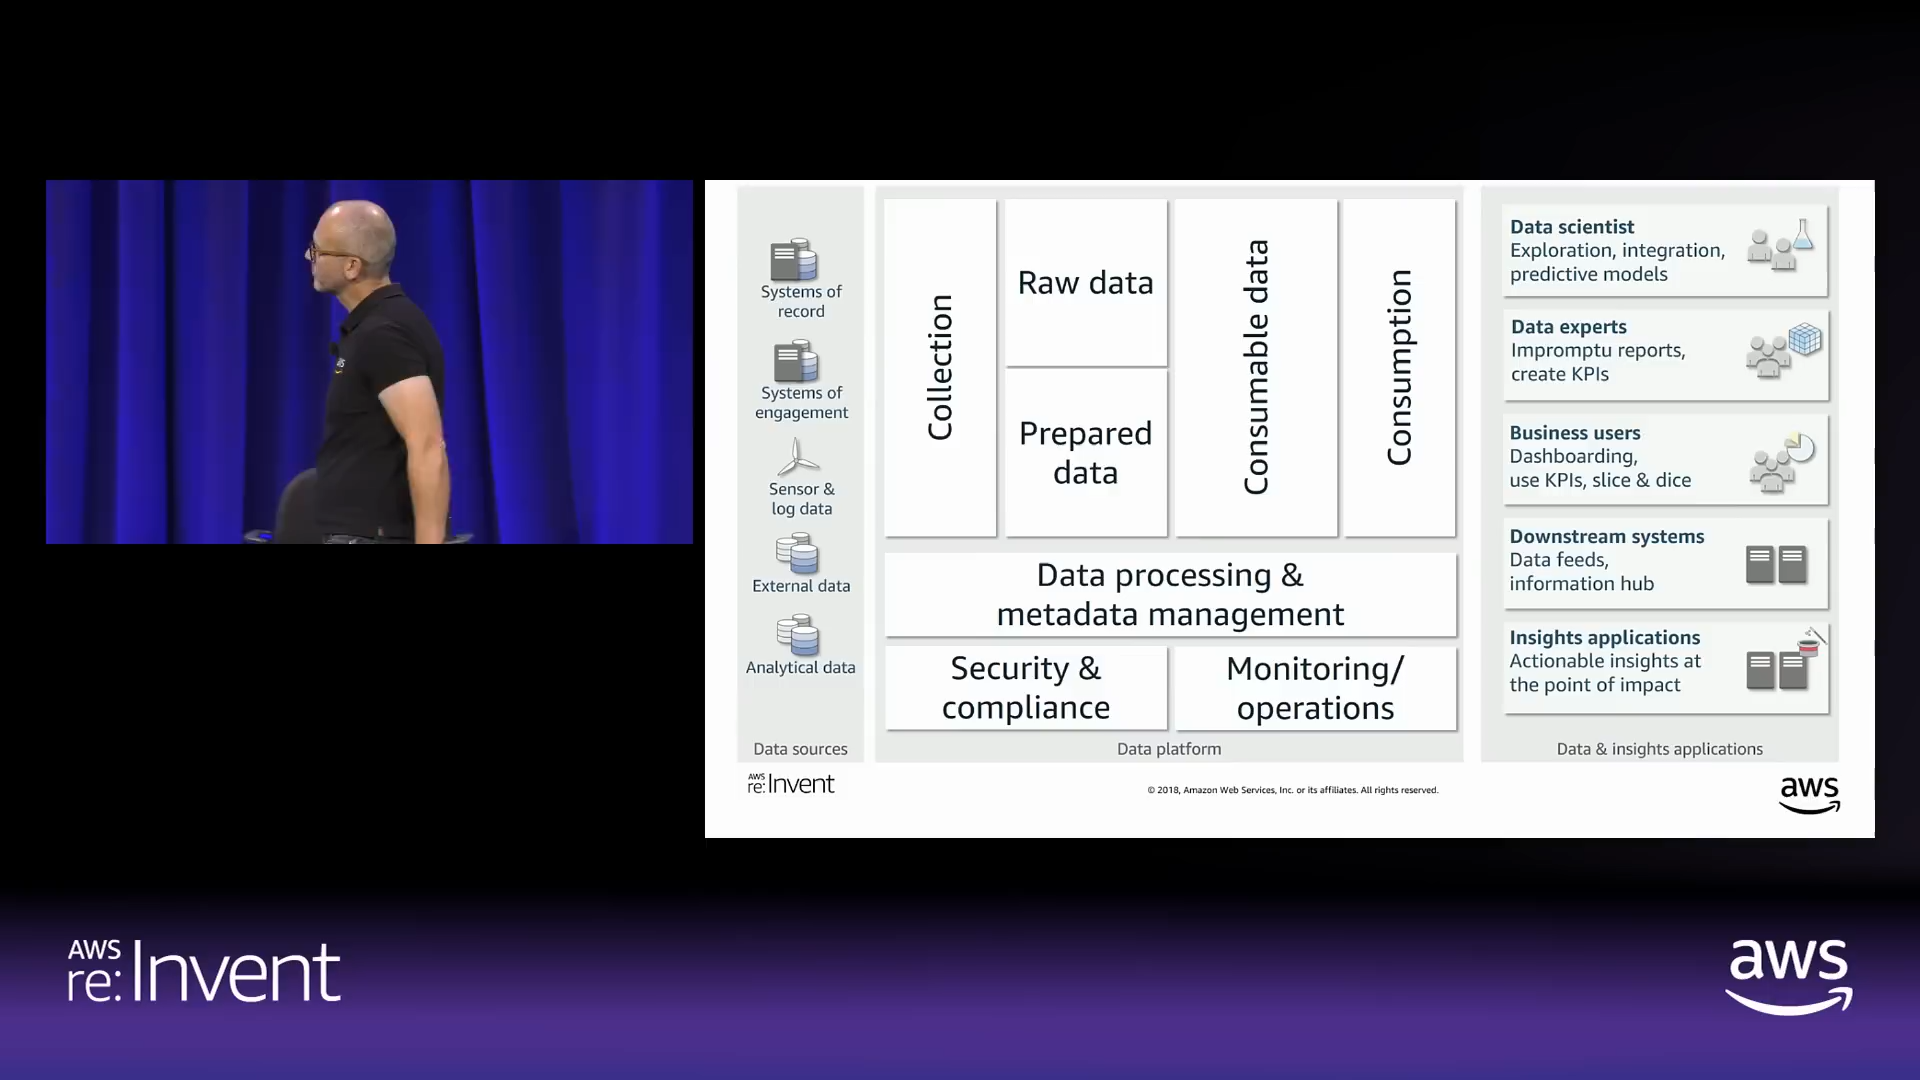 Systems of
record
Systems of
engagement
Sensor &
log data
External data
Analytical data
Data sources
Collection
Raw data
Prepared
data
Consumable data
Consumption
Data processing &
metadata management
Security &
compliance
Monitoring/
operations
Data platform
Data scientist
Exploration, integration,
predictive models
Data experts
Impromptu reports,
create KPIs
Business users
Dashboarding,
use KPIs, slice & dice
Downstream systems
Data feeds,
information hub
Insights applications
Actionable insights at
the point of impact
Data & insights applications
AWS
re:Invent
© 2018, Amazon Web Services, Inc. or its affiliates. All rights reserved.
aws
AWS
re:Invent
aws